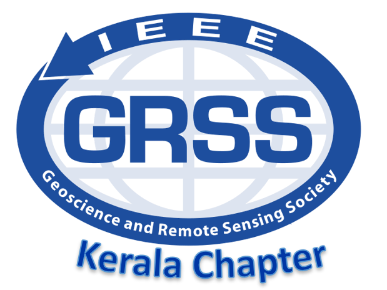 IEEE
GRSS
Geoscience and Remote Sensing Society
Kerala Chapter